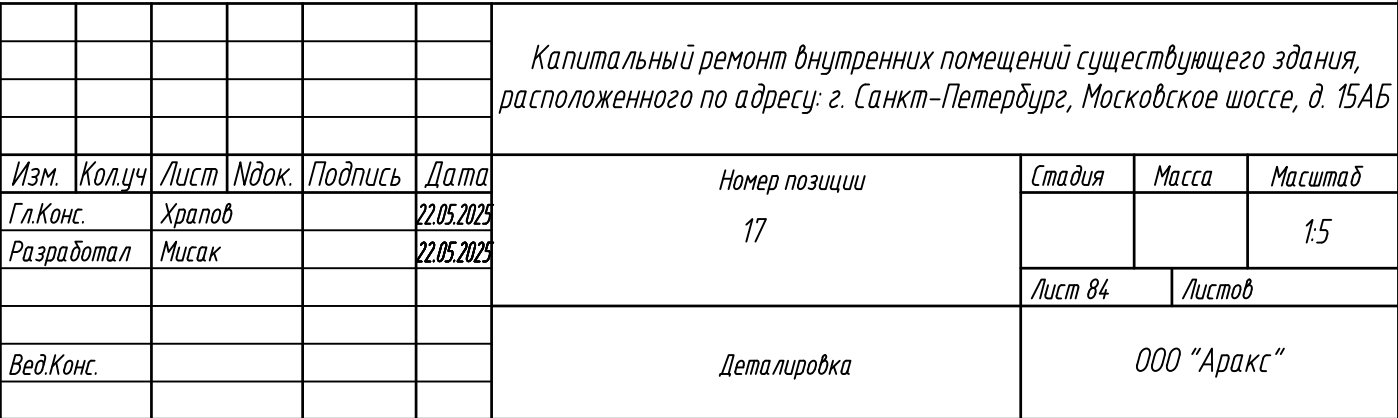 Капитальный ремонт внутренних помещений существующего здания,
расположенного по адресу: г. Санкт-Петербург, Московское шоссе, д. 15АБ
Изм. Кол.уч Лист Nдок. Подпись Дата
Номер позиции
Стадия Масса Масштаб
Гл.Конс. Храпов 22.05.2025
17
1:5
Разработал Мисак 22.05.2025
Лист 84 Листов
Вед.Конс.
Деталировка
ООО "Аракс"